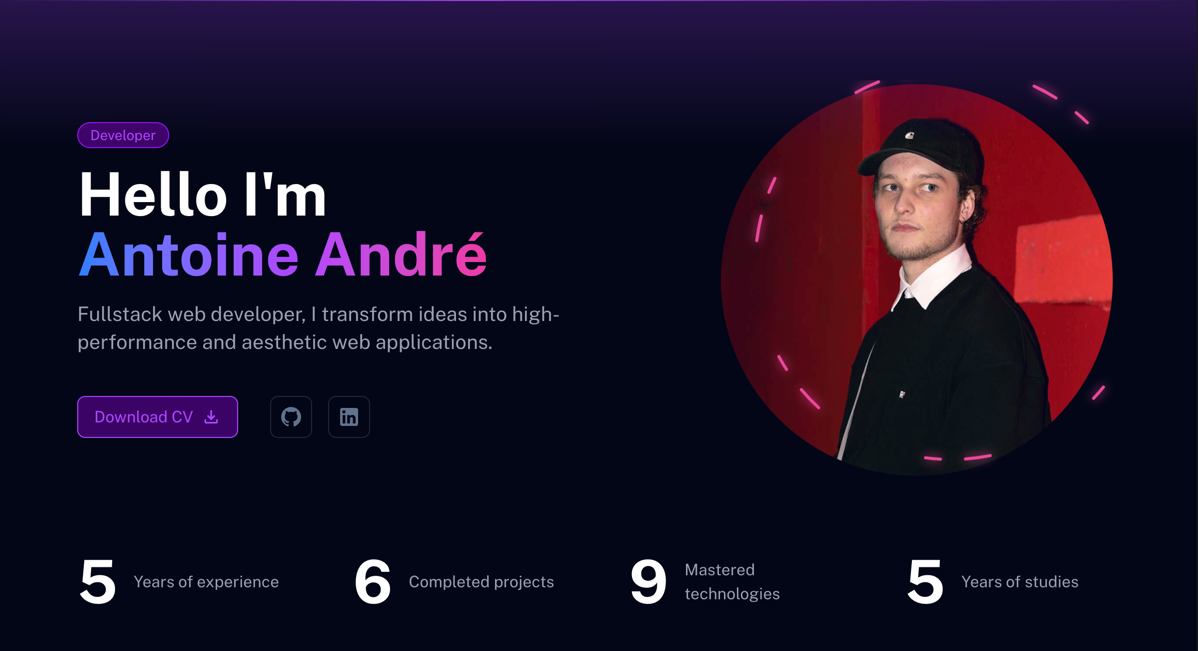 Developer
Hello I'm
Antoine André
Fullstack web developer, I transform ideas into high-
performance and aesthetic web applications.
Download CV
in
5 Years of experience
6 Completed projects
9 Mastered
technologies
5 Years of studies